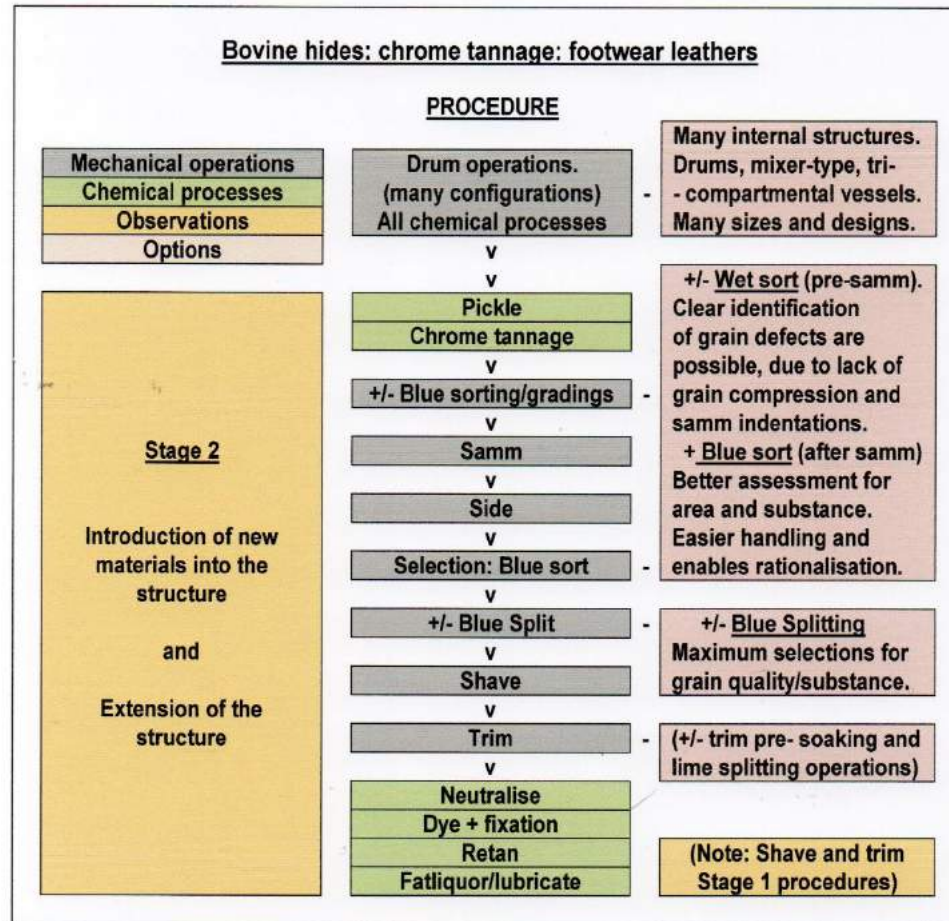 Bovine hides: chrome tannage: footwear leathers
PROCEDURE
Mechanical operations
Chemical processes
Observations
Options
Stage 2
Introduction of new
materials into the
structure
and
Extension of the
structure
Drum operations.
(many configurations)
All chemical processes
v
v
Pickle
Chrome tannage
v
+/- Blue sorting/gradings
v
Samm
v
Side
v
Selection: Blue sort
v
+/- Blue Split
v
Shave
v
Trim
v
Neutralise
Dye + fixation
Retan
Fatliquor/lubricate
-
Many internal structures.
Drums, mixer-type, tri-
- compartmental vessels.
Many sizes and designs.
-
+/- Wet sort (pre-samm).
Clear identification
of grain defects are
possible, due to lack of
grain compression and
samm indentations.
+ Blue sort (after samm)
Better assessment for
area and substance.
Easier handling and
enables rationalisation.
-
-
+/- Blue Splitting
Maximum selections for
grain quality/substance.
-
(+/- trim pre- soaking and
lime splitting operations)
(Note: Shave and trim
Stage 1 procedures)